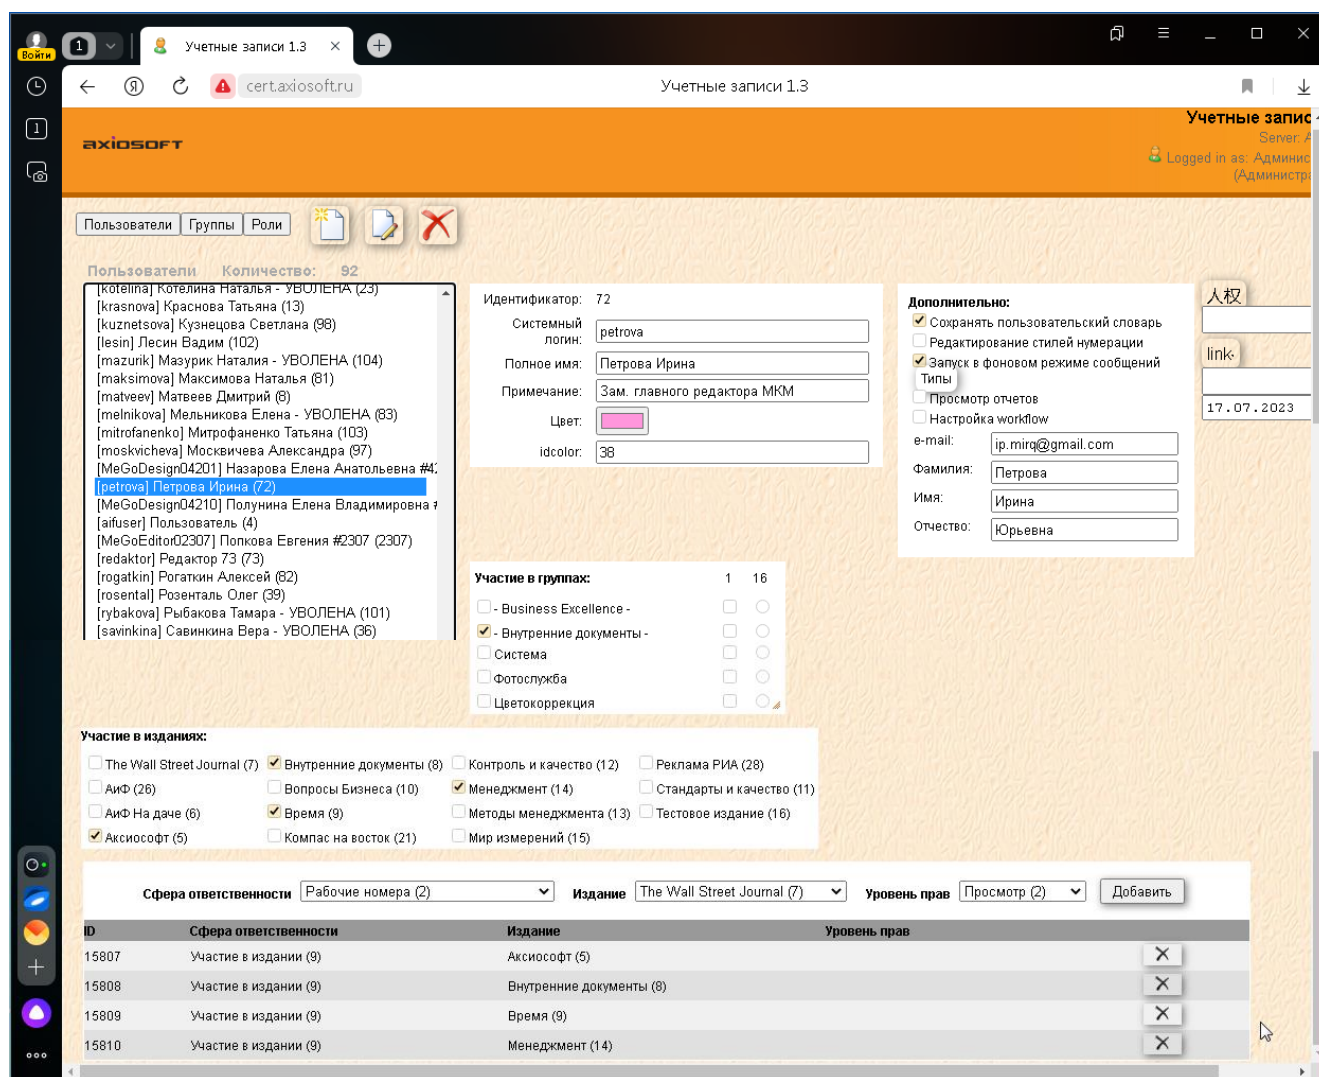 Войти
1
Учетные записи 1.3
cert.axiosoft.ru
Учетные записи 1.3
1
axiosoft
Учетные запис
Server: A
Logged in as: Админис
(Администра
Пользователи Группы Роли
Пользователи Количество: 92
[kotelina] Котелина Наталья - УВОЛЕНА (23)
[krasnova] Краснова Татьяна (13)
[kuznetsova] Кузнецова Светлана (98)
[lesin] Лесин Вадим (102)
[mazurik] Мазурик Наталия - УВОЛЕНА (104)
[maksimova] Максимова Наталья (81)
[matveev] Матвеев Дмитрий (8)
[melnikova] Мельникова Елена - УВОЛЕНА (83)
[mitrofanenko] Митрофаненко Татьяна (103)
[moskvicheva] Москвичева Александра (97)
[MeGoDesign04201] Назарова Елена Анатольевна #42
[petrova] Петрова Ирина (72)
[MeGoDesign04210] Полунина Елена Владимировна #
[aifuser] Пользователь (4)
[MeGoEditor02307] Попкова Евгения #2307 (2307)
[redaktor] Редактор 73 (73)
[rogatkin] Рогаткин Алексей (82)
[rosental] Розенталь Олег (39)
[rybakova] Рыбакова Тамара - УВОЛЕНА (101)
[savinkina] Савинкина Вера - УВОЛЕНА (36)
Идентификатор: 72
Системный логин: petrova
Полное имя: Петрова Ирина
Примечание: Зам. главного редактора МКМ
Цвет:
idcolor: 38
Дополнительно:
Сохранять пользовательский словарь
Редактирование стилей нумерации
Запуск в фоновом режиме сообщений
Типы
Просмотр отчетов
Настройка workflow
e-mail: ip.mirq@gmail.com
Фамилия: Петрова
Имя: Ирина
Отчество: Юрьевна
人权
link
17.07.2023
Участие в группах: 1 16
- Business Excellence -
- Внутренние документы -
Система
Фотослужба
Цветокоррекция
Участие в изданиях:
The Wall Street Journal (7) Внутренние документы (8) Контроль и качество (12) Реклама РИА (28)
АиФ (26) Вопросы Бизнеса (10) Менеджмент (14) Стандарты и качество (11)
АиФ На даче (6) Время (9) Методы менеджмента (13) Тестовое издание (16)
Аксиософт (5) Компас на восток (21) Мир измерений (15)
Сфера ответственности Рабочие номера (2) Издание The Wall Street Journal (7) Уровень прав Просмотр (2) Добавить
ID Сфера ответственности Издание Уровень прав
15807 Участие в издании (9) Аксиософт (5)
15808 Участие в издании (9) Внутренние документы (8)
15809 Участие в издании (9) Время (9)
15810 Участие в издании (9) Менеджмент (14)